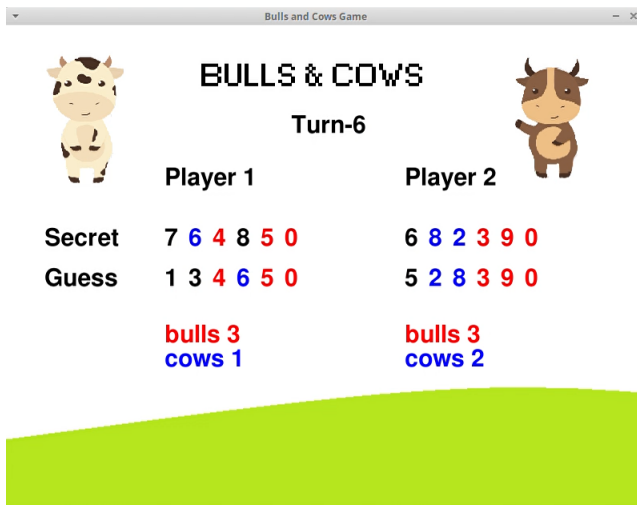 Bulls and Cows Game
BULLS & COWS
Turn-6
Player 1 Player 2
Secret 7 6 4 8 5 0 6 8 2 3 9 0
Guess 1 3 4 6 5 0 5 2 8 3 9 0
bulls 3 bulls 3
cows 1 cows 2